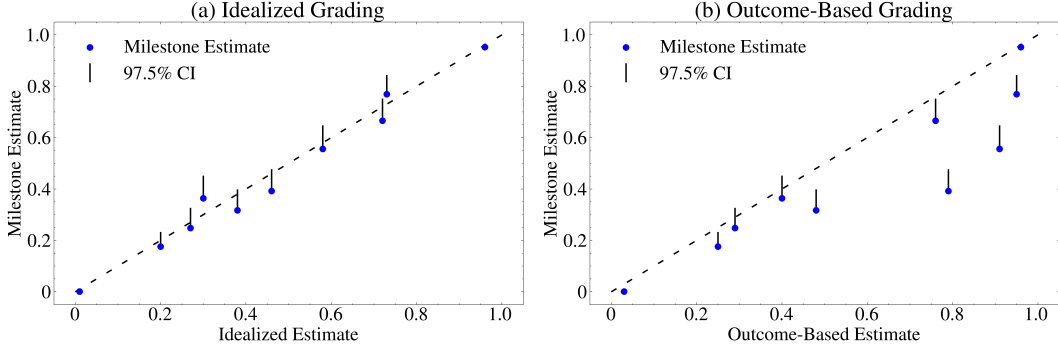 (a) Idealized Grading
Milestone Estimate
97.5% CI
Milestone Estimate
1.0
0.8
0.6
0.4
0.2
0
0
0.2
0.4
0.6
0.8
1.0
Idealized Estimate
(b) Outcome-Based Grading
Milestone Estimate
97.5% CI
Milestone Estimate
1.0
0.8
0.6
0.4
0.2
0
0
0.2
0.4
0.6
0.8
1.0
Outcome-Based Estimate